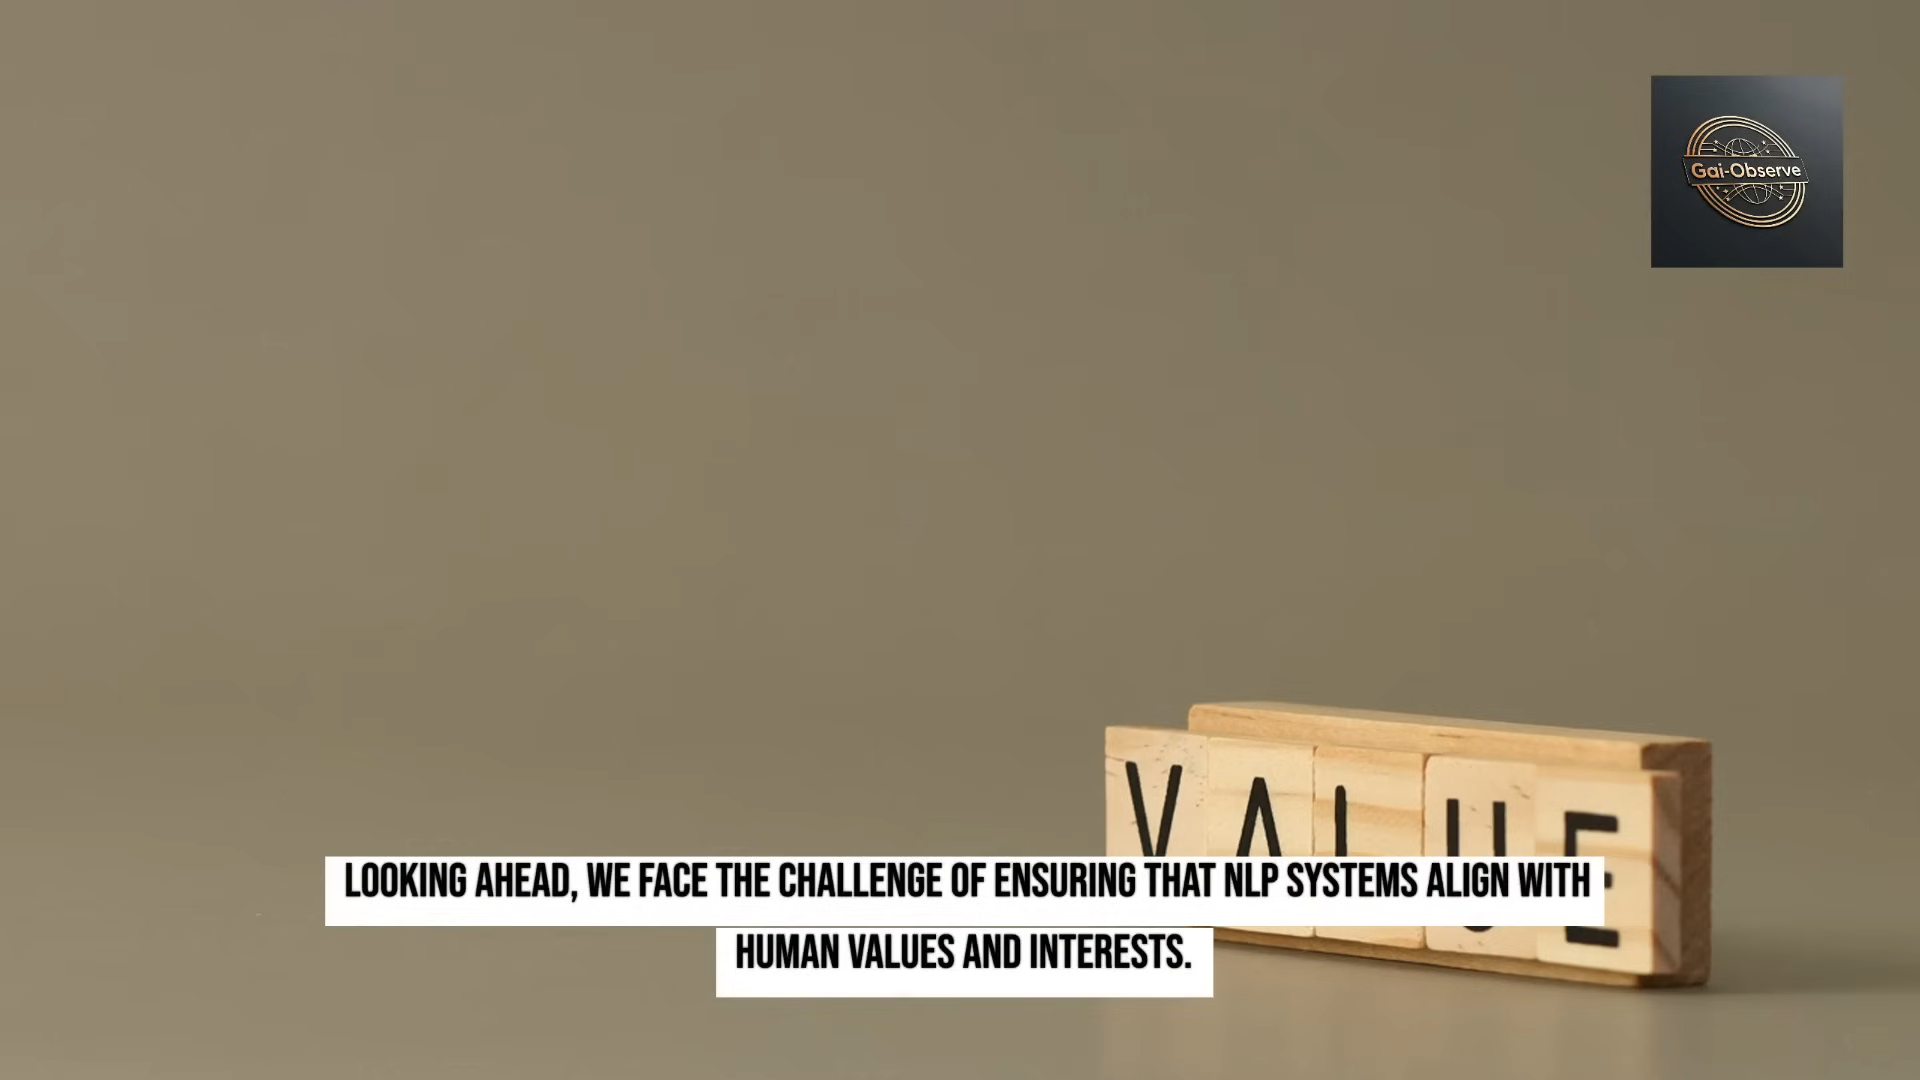 Gai-Observe
VALUE
LOOKING AHEAD, WE FACE THE CHALLENGE OF ENSURING THAT NLP SYSTEMS ALIGN WITH
HUMAN VALUES AND INTERESTS.